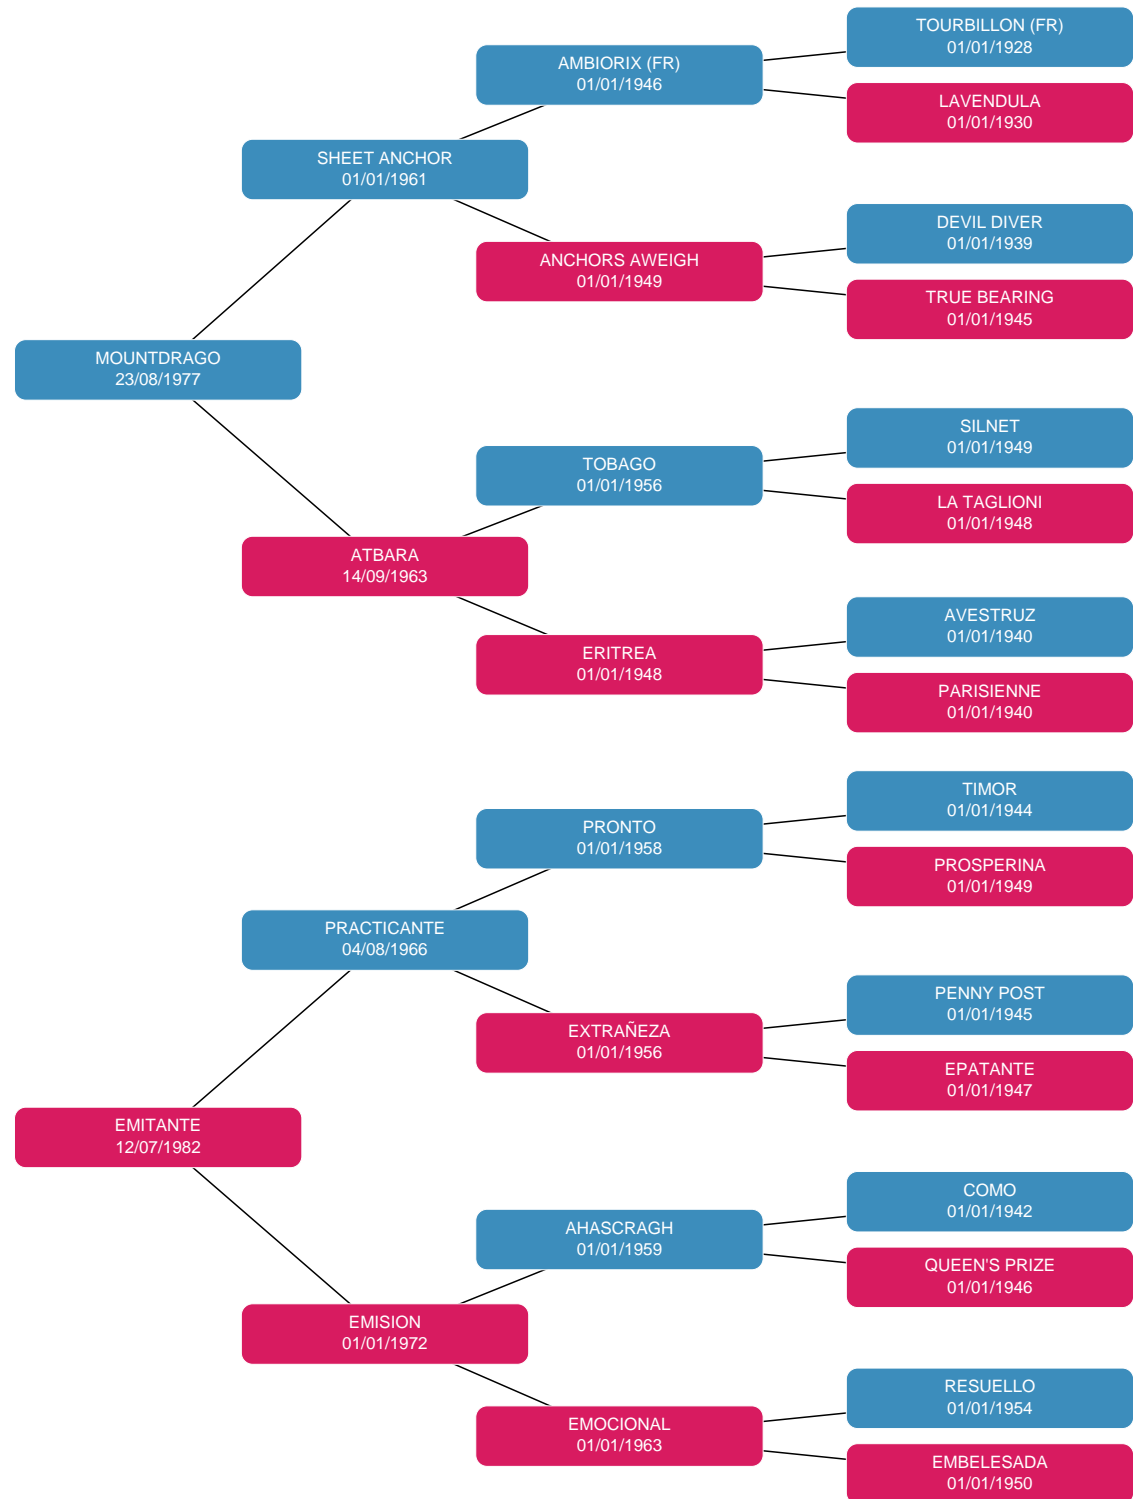 TOURBILLON (FR)
01/01/1928
AMBIORIX (FR)
01/01/1946
LAVENDULA
01/01/1930
SHEET ANCHOR
01/01/1961
DEVIL DIVER
01/01/1939
ANCHORS AWEIGH
01/01/1949
TRUE BEARING
01/01/1945
MOUNTDRAGO
23/08/1977
SILNET
01/01/1949
TOBAGO
01/01/1956
LA TAGLIONI
01/01/1948
ATBARA
14/09/1963
AVESTRUZ
01/01/1940
ERITREA
01/01/1948
PARISIENNE
01/01/1940
TIMOR
01/01/1944
PRONTO
01/01/1958
PROSPERINA
01/01/1949
PRACTICANTE
04/08/1966
PENNY POST
01/01/1945
EXTRAÑEZA
01/01/1956
EPATANTE
01/01/1947
EMITANTE
12/07/1982
COMO
01/01/1942
AHASCRAGH
01/01/1959
QUEEN'S PRIZE
01/01/1946
EMISION
01/01/1972
RESUELLO
01/01/1954
EMOCIONAL
01/01/1963
EMBELESADA
01/01/1950